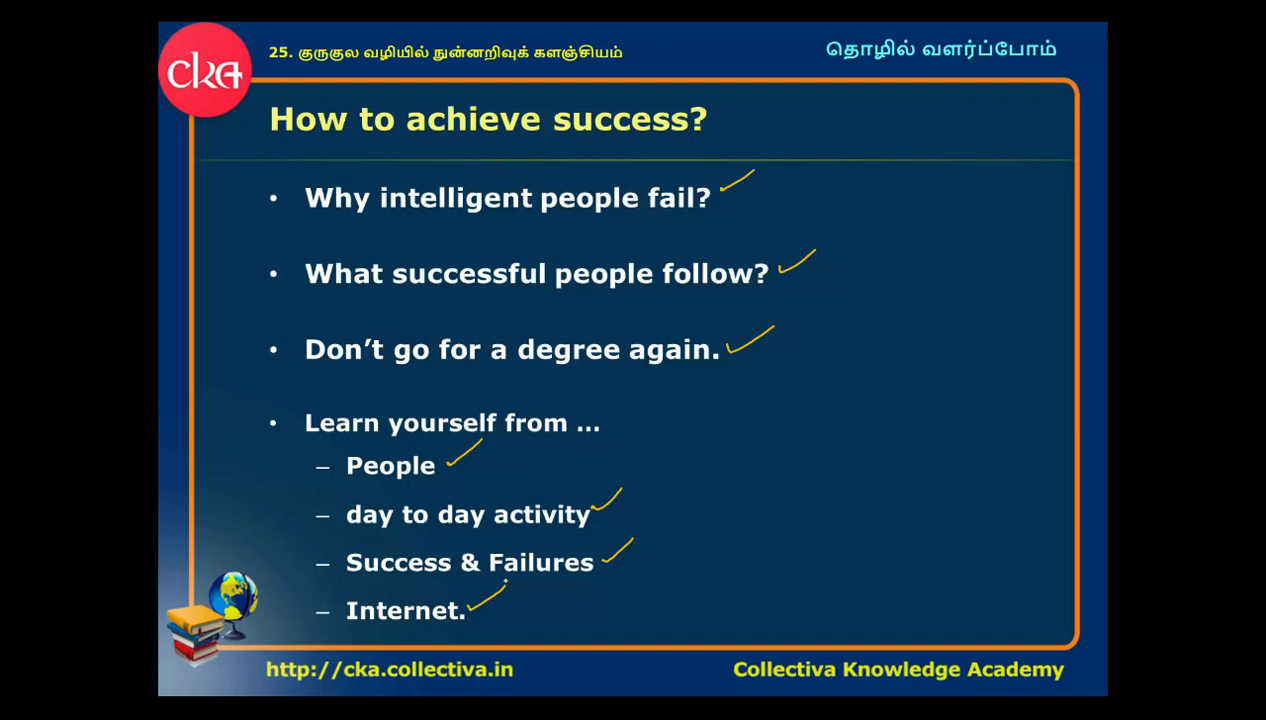 cka
25. குருகுல வழியில் நுன்னறிவுக் களஞ்சியம்
தொழில் வளர்ப்போம்
How to achieve success?
• Why intelligent people fail?
• What successful people follow?
• Don’t go for a degree again.
• Learn yourself from ...
– People
– day to day activity
– Success & Failures
– Internet.
http://cka.collectiva.in
Collectiva Knowledge Academy